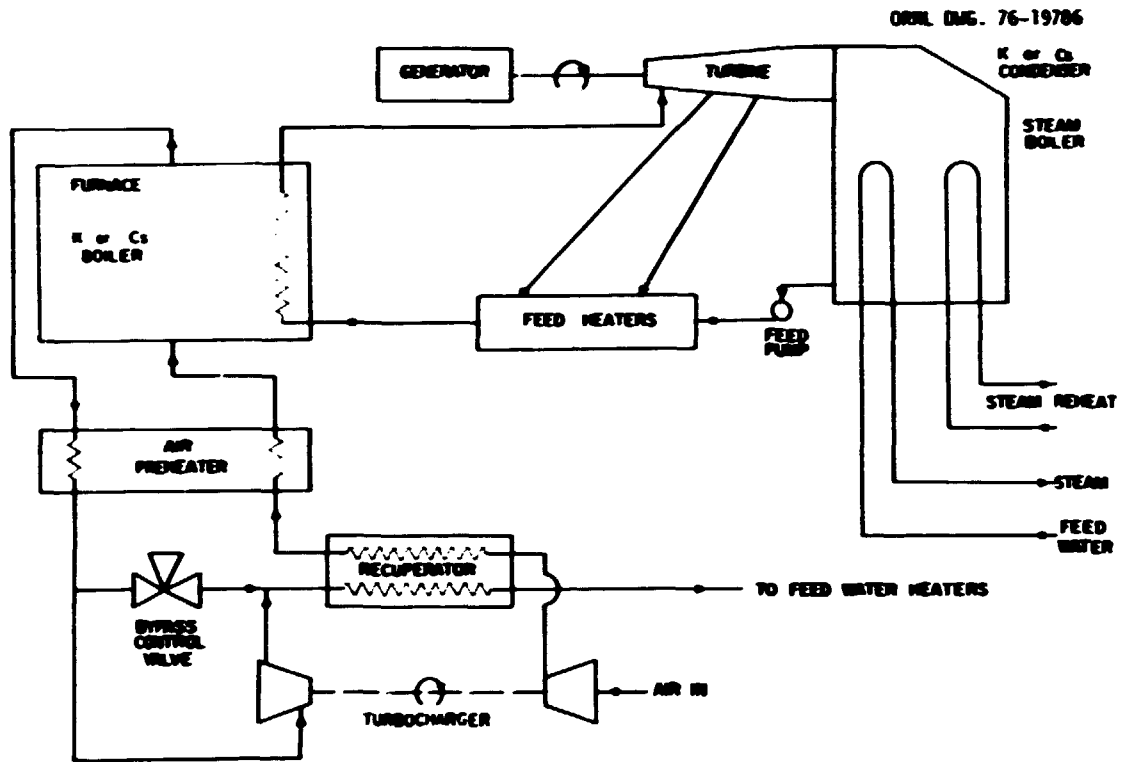 ORNL DWG. 76-19786
K or Cs
CONDENSER
GENERATOR
TURBINE
STEAM
BOILER
FURNACE
K or Cs
BOILER
FEED HEATERS
FEED
PUMP
STEAM REHEAT
AIR
PREHEATER
STEAM
FEED
WATER
RECUPERATOR
TO FEED WATER HEATERS
BYPASS
CONTROL
VALVE
AIR IN
TURBOCHARGER